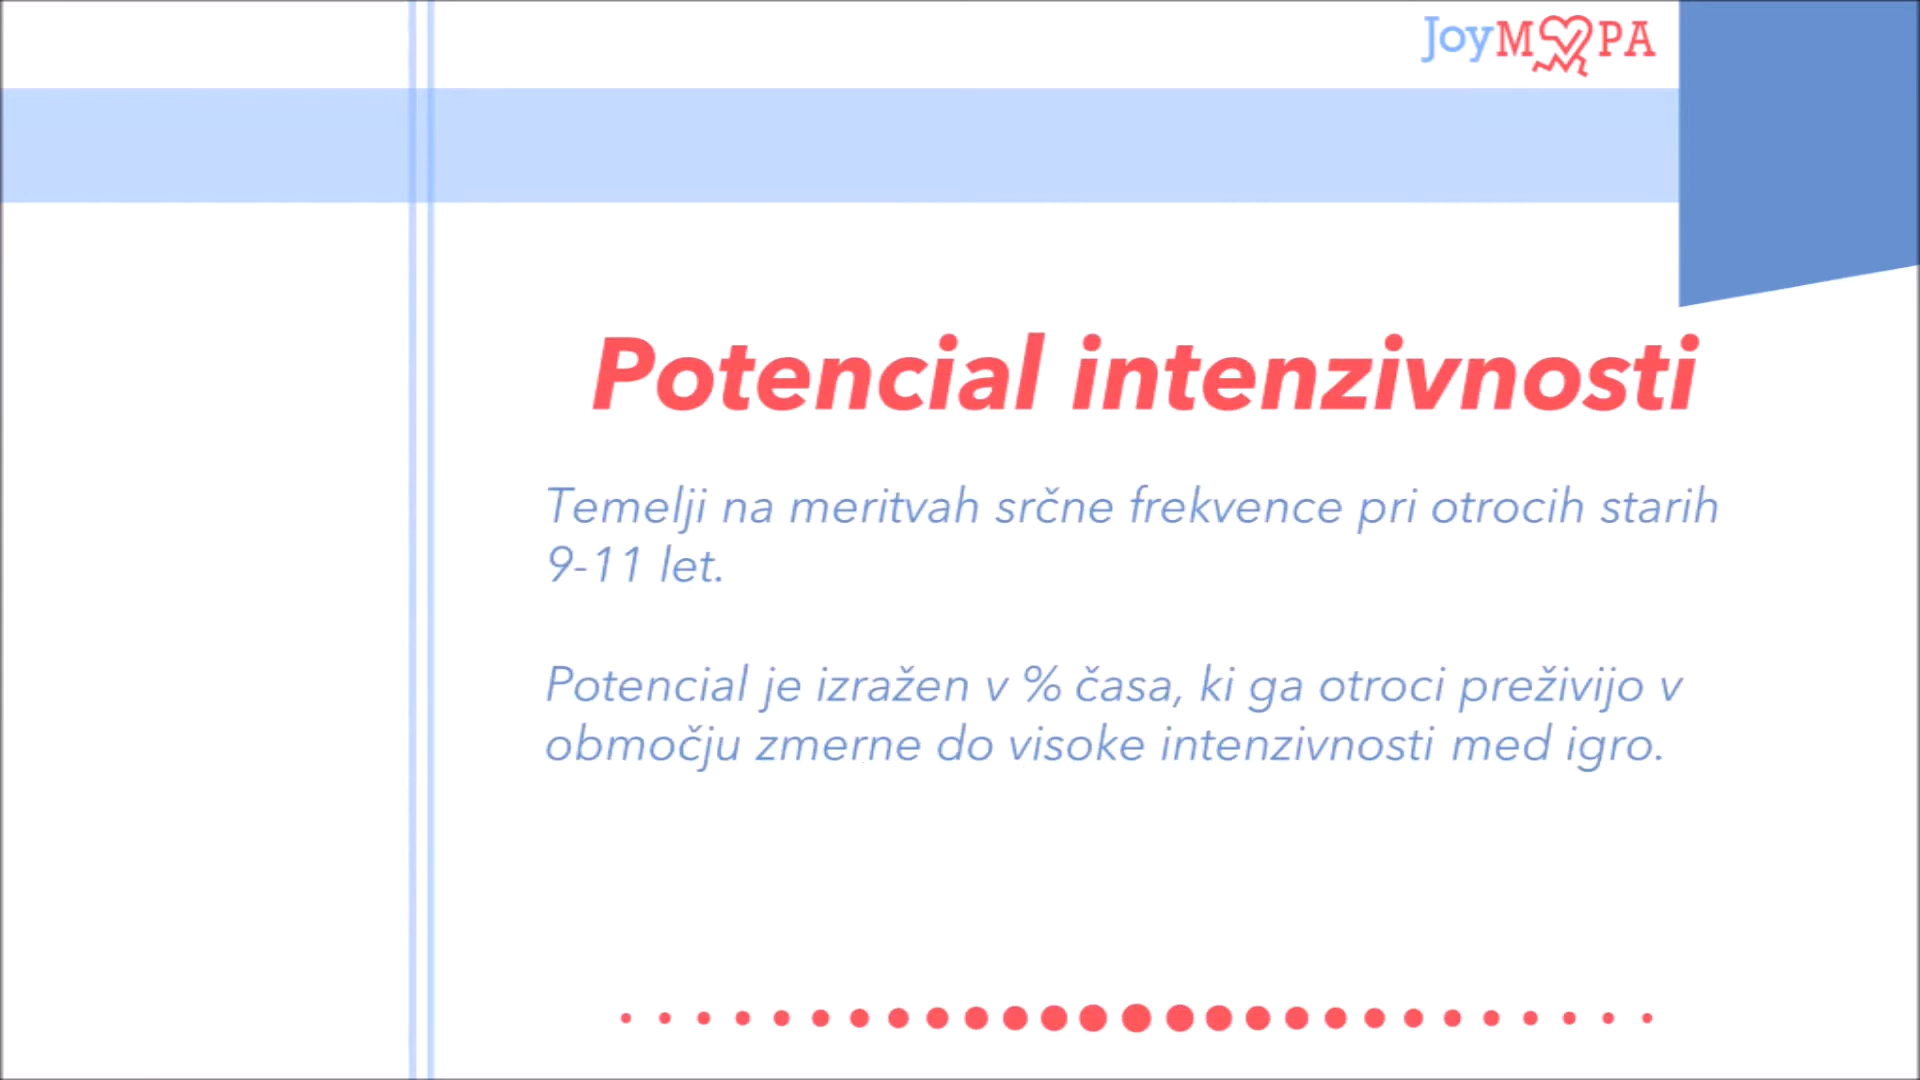 JoyMOPA
Potencial intenzivnosti
Temelji na meritvah srčne frekvence pri otrocih starih
9-11 let.
Potencial je izražen v % časa, ki ga otroci preživijo v
območju zmerne do visoke intenzivnosti med igro.